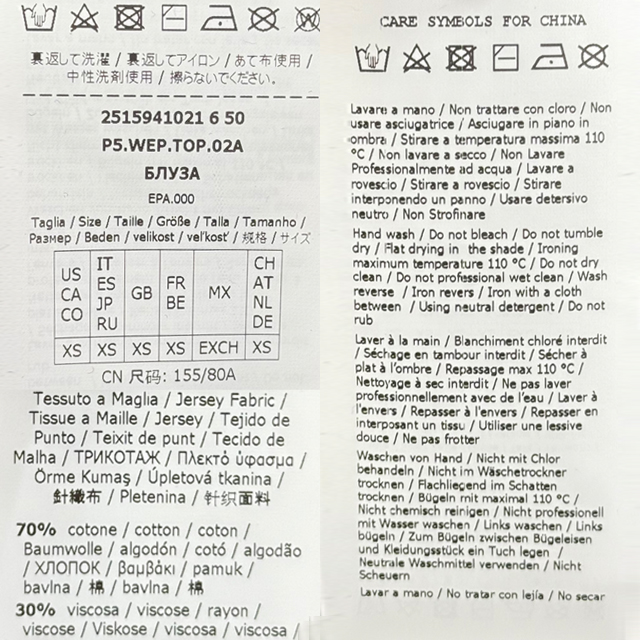 裏返して洗濯 / 裏返してアイロン / あて布使用 /
中性洗剤使用 / 擦らないでください。
2515941021 6 50
P5.WEP.TOP.02A
БЛУЗА
EPA.000
Taglia / Size / Taille / Größe / Talla / Tamanho /
Размер / Beden / velikost / veľkosť / 规格 / サイズ
US CA CO | IT ES JP RU | GB | FR BE | MX | CH AT NL DE
XS | XS | XS | XS | EXCH | XS
CN 尺码: 155/80A
Tessuto a Maglia / Jersey Fabric /
Tissue a Maille / Jersey / Tejido de
Punto / Teixit de punt / Tecido de
Malha / ТРИКОТАЖ / Πλεκτό ύφασμα /
Örme Kumaş / Úpletová tkanina /
針織布 / Pletenina / 针织面料
70% cotone / cotton / coton /
Baumwolle / algodón / cotó / algodão
/ ХЛОПОК / βαμβάκι / pamuk /
bavlna / 棉 / bavlna / 棉
30% viscosa / viscose / rayon /
viscose / Viskose / viscosa / viscosa /
CARE SYMBOLS FOR CHINA
Lavare a mano / Non trattare con cloro / Non
usare asciugatrice / Asciugare in piano in
ombra / Stirare a temperatura massima 110
°C / Non lavare a secco / Non Lavare
Professionalmente ad acqua / Lavare a
rovescio / Stirare a rovescio / Stirare
interponendo un panno / Usare detersivo
neutro / Non Strofinare
Hand wash / Do not bleach / Do not tumble
dry / Flat drying in the shade / Ironing
maximum temperature 110 °C / Do not dry
clean / Do not professional wet clean / Wash
reverse / Iron revers / Iron with a cloth
between / Using neutral detergent / Do not
rub
Laver à la main / Blanchiment chloré interdit
/ Séchage en tambour interdit / Sécher à
plat à l'ombre / Repassage max 110 °C /
Nettoyage à sec interdit / Ne pas laver
professionnellement avec de l'eau / Laver à
l'envers / Repasser à l'envers / Repasser en
interposant un tissu / Utiliser une lessive
douce / Ne pas frotter
Waschen von Hand / Nicht mit Chlor
behandeln / Nicht im Wäschetrockner
trocknen / Flachliegend im Schatten
trocknen / Bügeln mit maximal 110 °C /
Nicht chemisch reinigen / Nicht professionell
mit Wasser waschen / Links waschen / Links
bügeln / Zum Bügeln zwischen Bügeleisen
und Kleidungsstück ein Tuch legen /
Neutrale Waschmittel verwenden / Nicht
Scheuern
Lavar a mano / No tratar con lejía / No secar